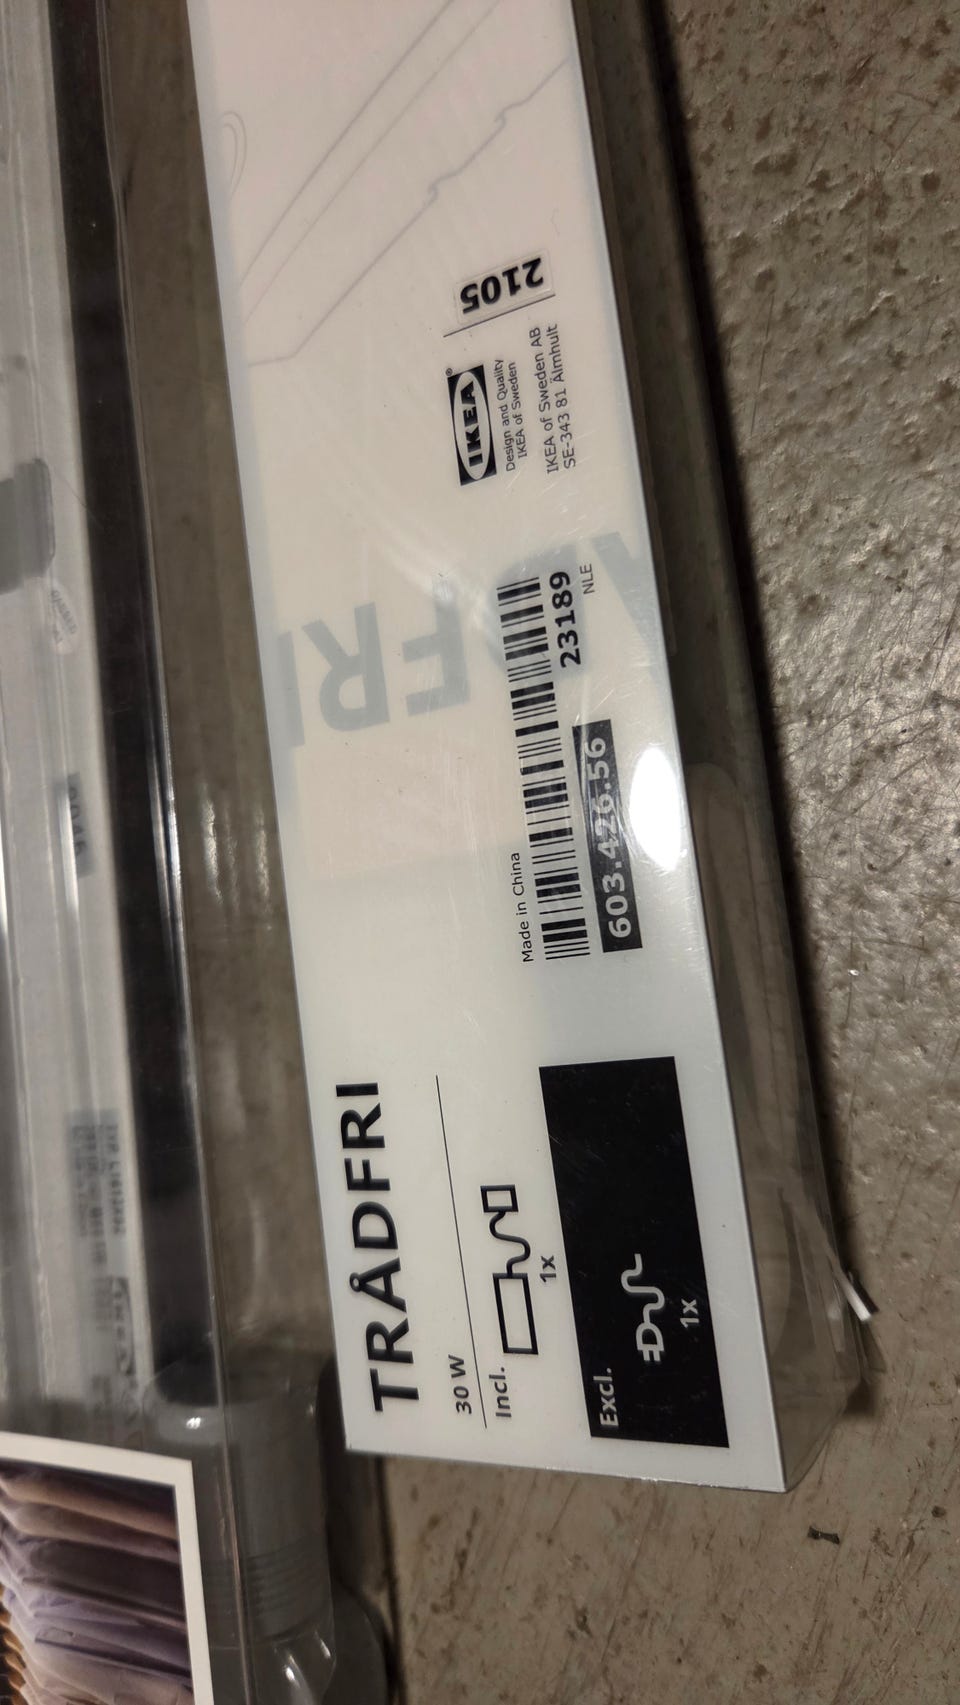 TRÅDFRI
30 W
Incl.
1x
Excl.
1x
Made in China
603.426.56
23189
NLE
IKEA®
Design and Quality
IKEA of Sweden
IKEA of Sweden AB
SE-343 81 Älmhult
2105